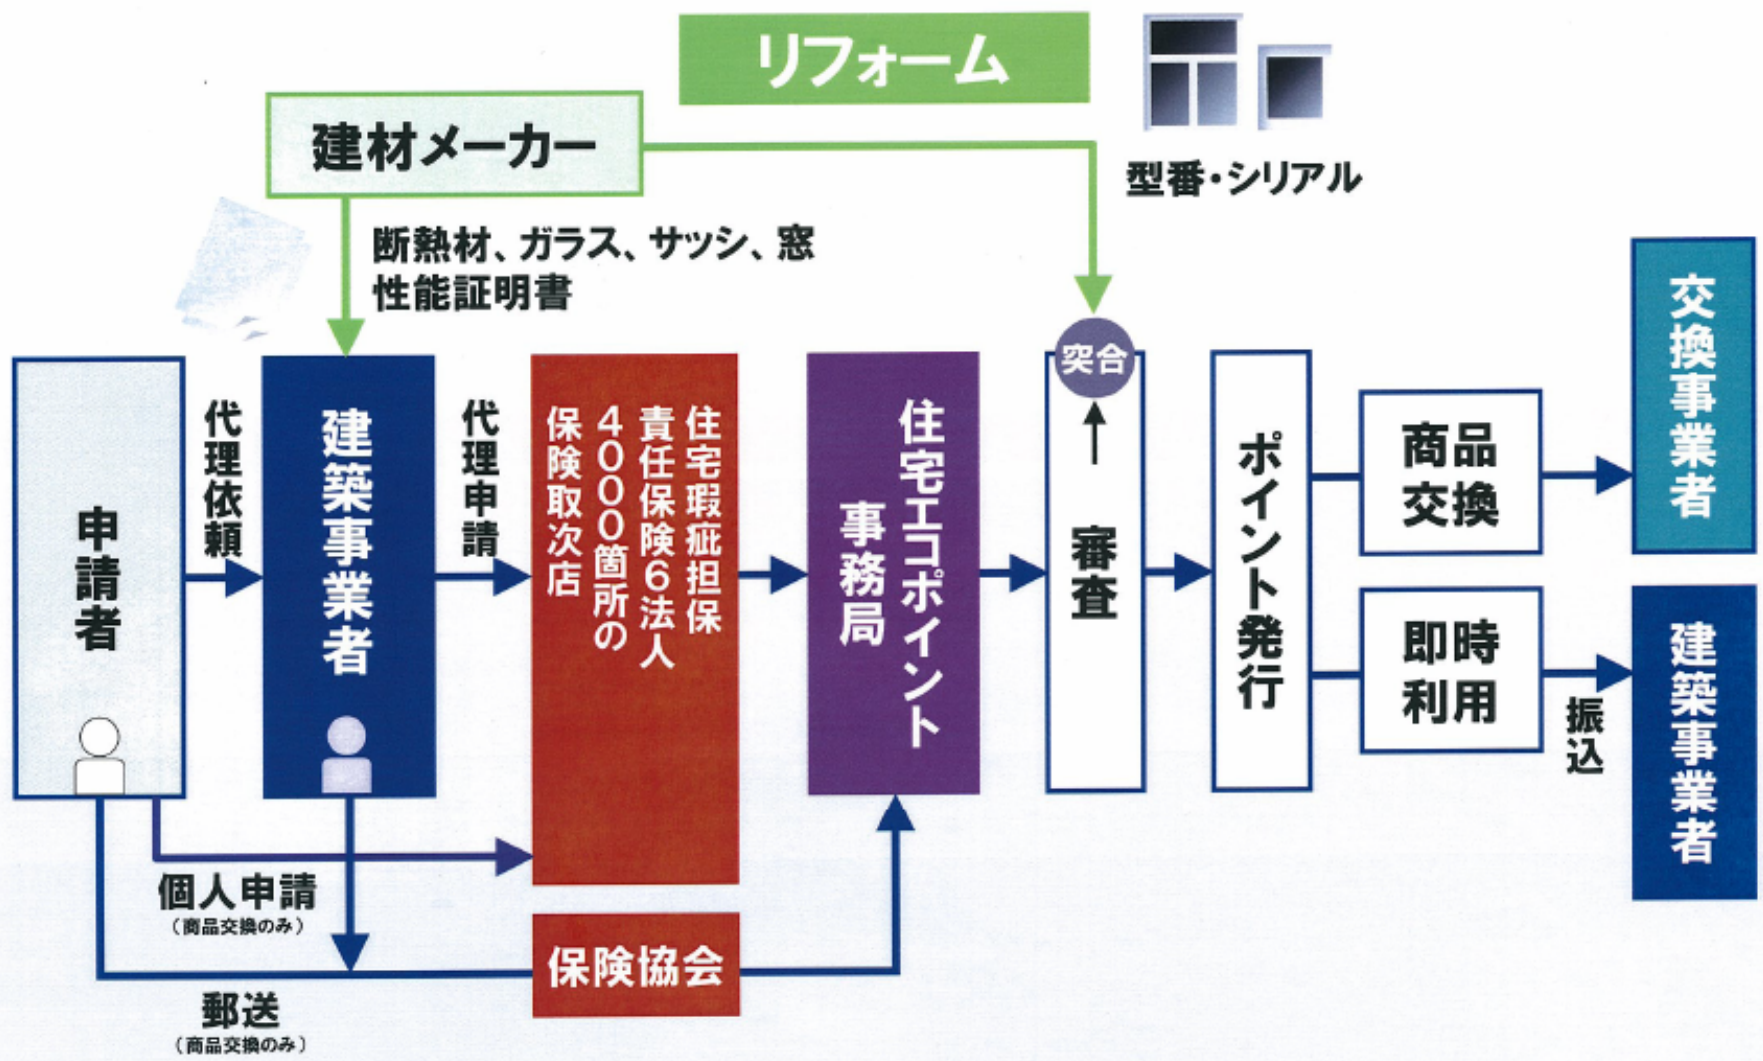 リフォーム
建材メーカー
型番・シリアル
断熱材、ガラス、サッシ、窓
性能証明書
申請者
代理依頼
建築事業者
代理申請
住宅瑕疵担保
責任保険6法人
4000箇所の
保険取次店
住宅エコポイント
事務局
突合
審査
ポイント発行
商品
交換
交換事業者
即時
利用
振込
建築事業者
個人申請
（商品交換のみ）
保険協会
郵送
（商品交換のみ）